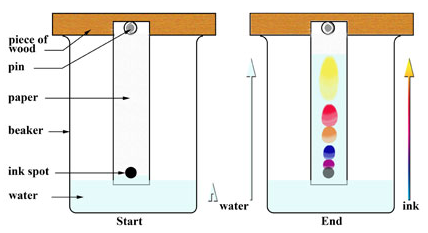 piece of
wood
pin
paper
beaker
ink spot
water
Start
water
End
ink